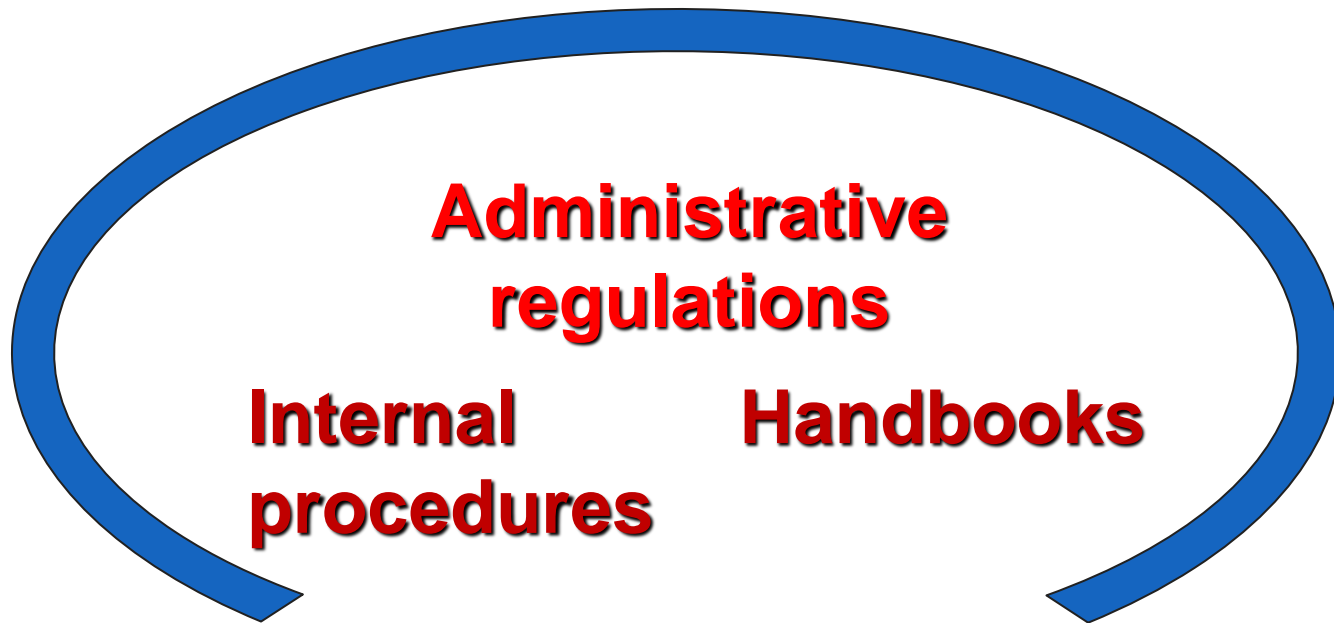 Administrative
regulations
Internal
procedures
Handbooks